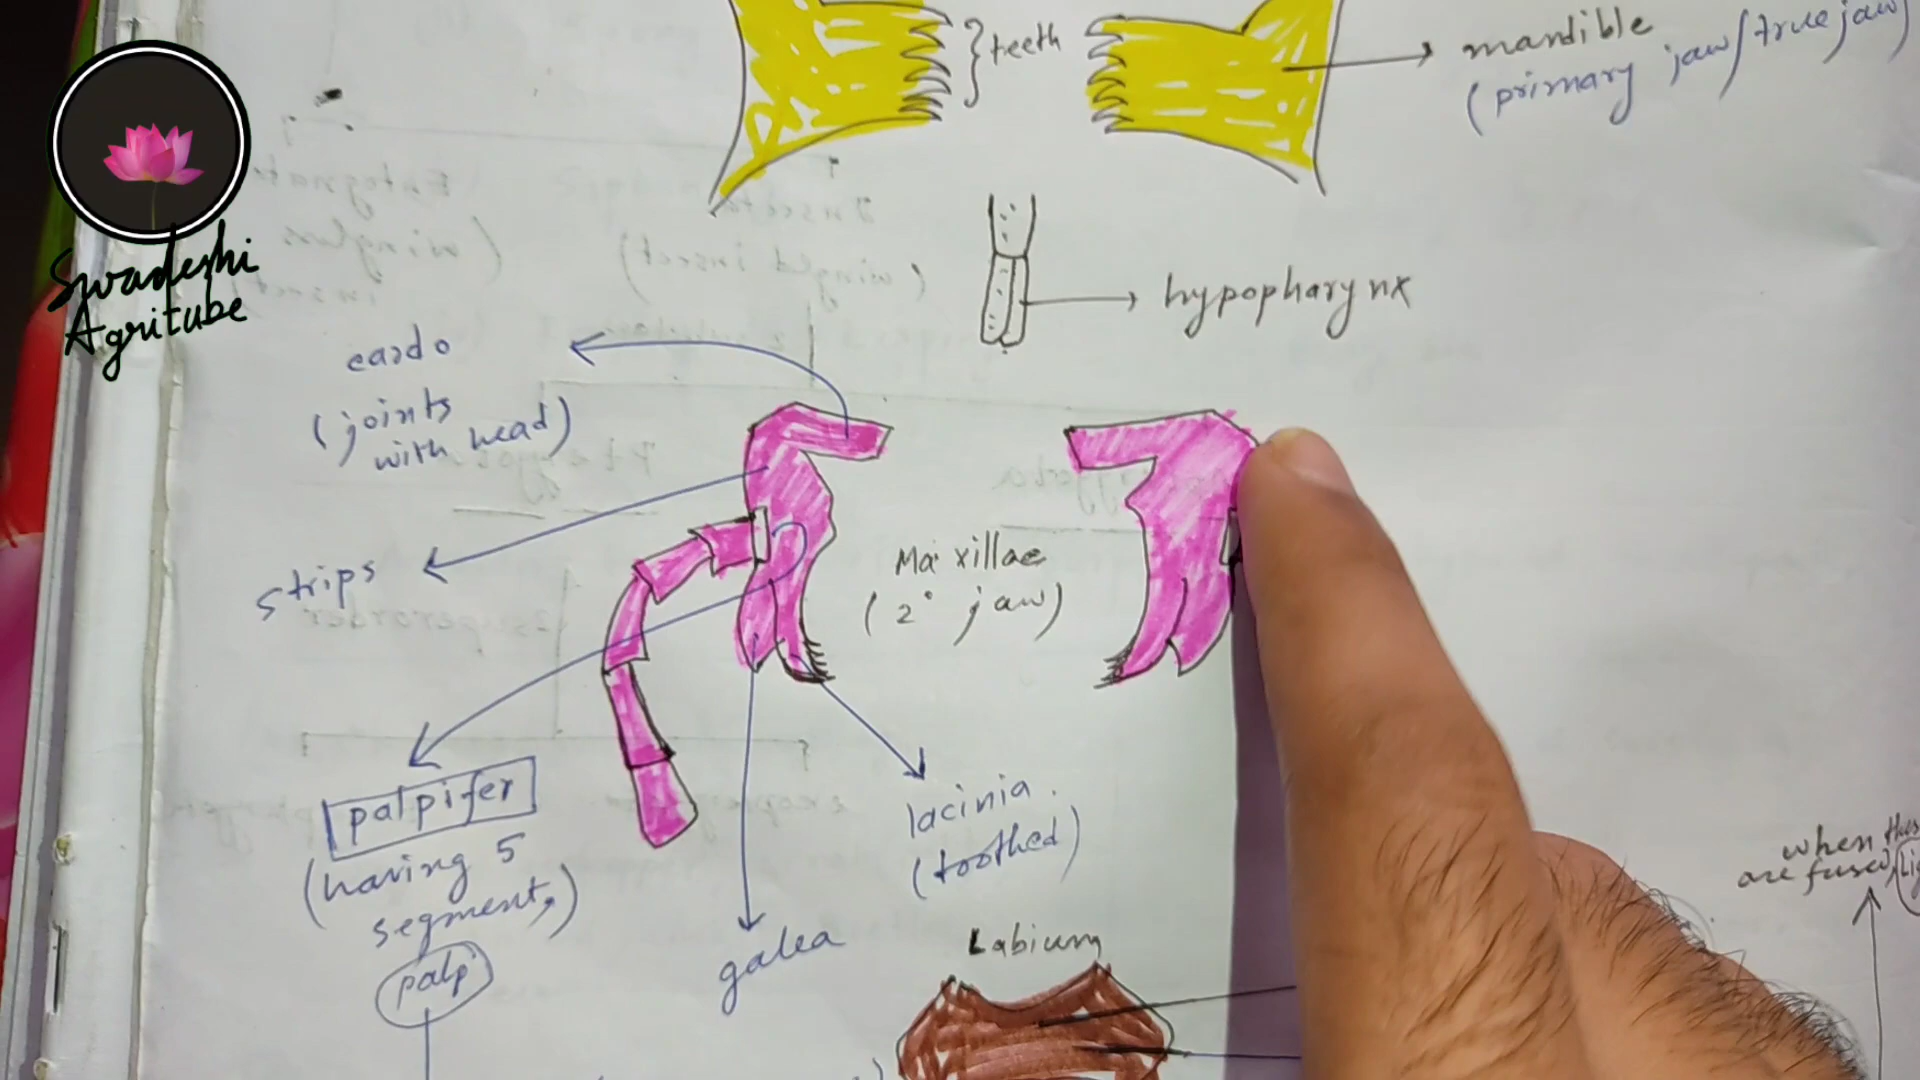 teeth
mandible
(primary jaw/true jaw)
Swadeshi
Agritube
hypopharynx
cardo
(joints
with head)
strips
Maxillae
(2° jaw)
palpifer
(having 5
segment,)
palp
lacinia.
(toothed)
galea
Labium
when this
are fused,